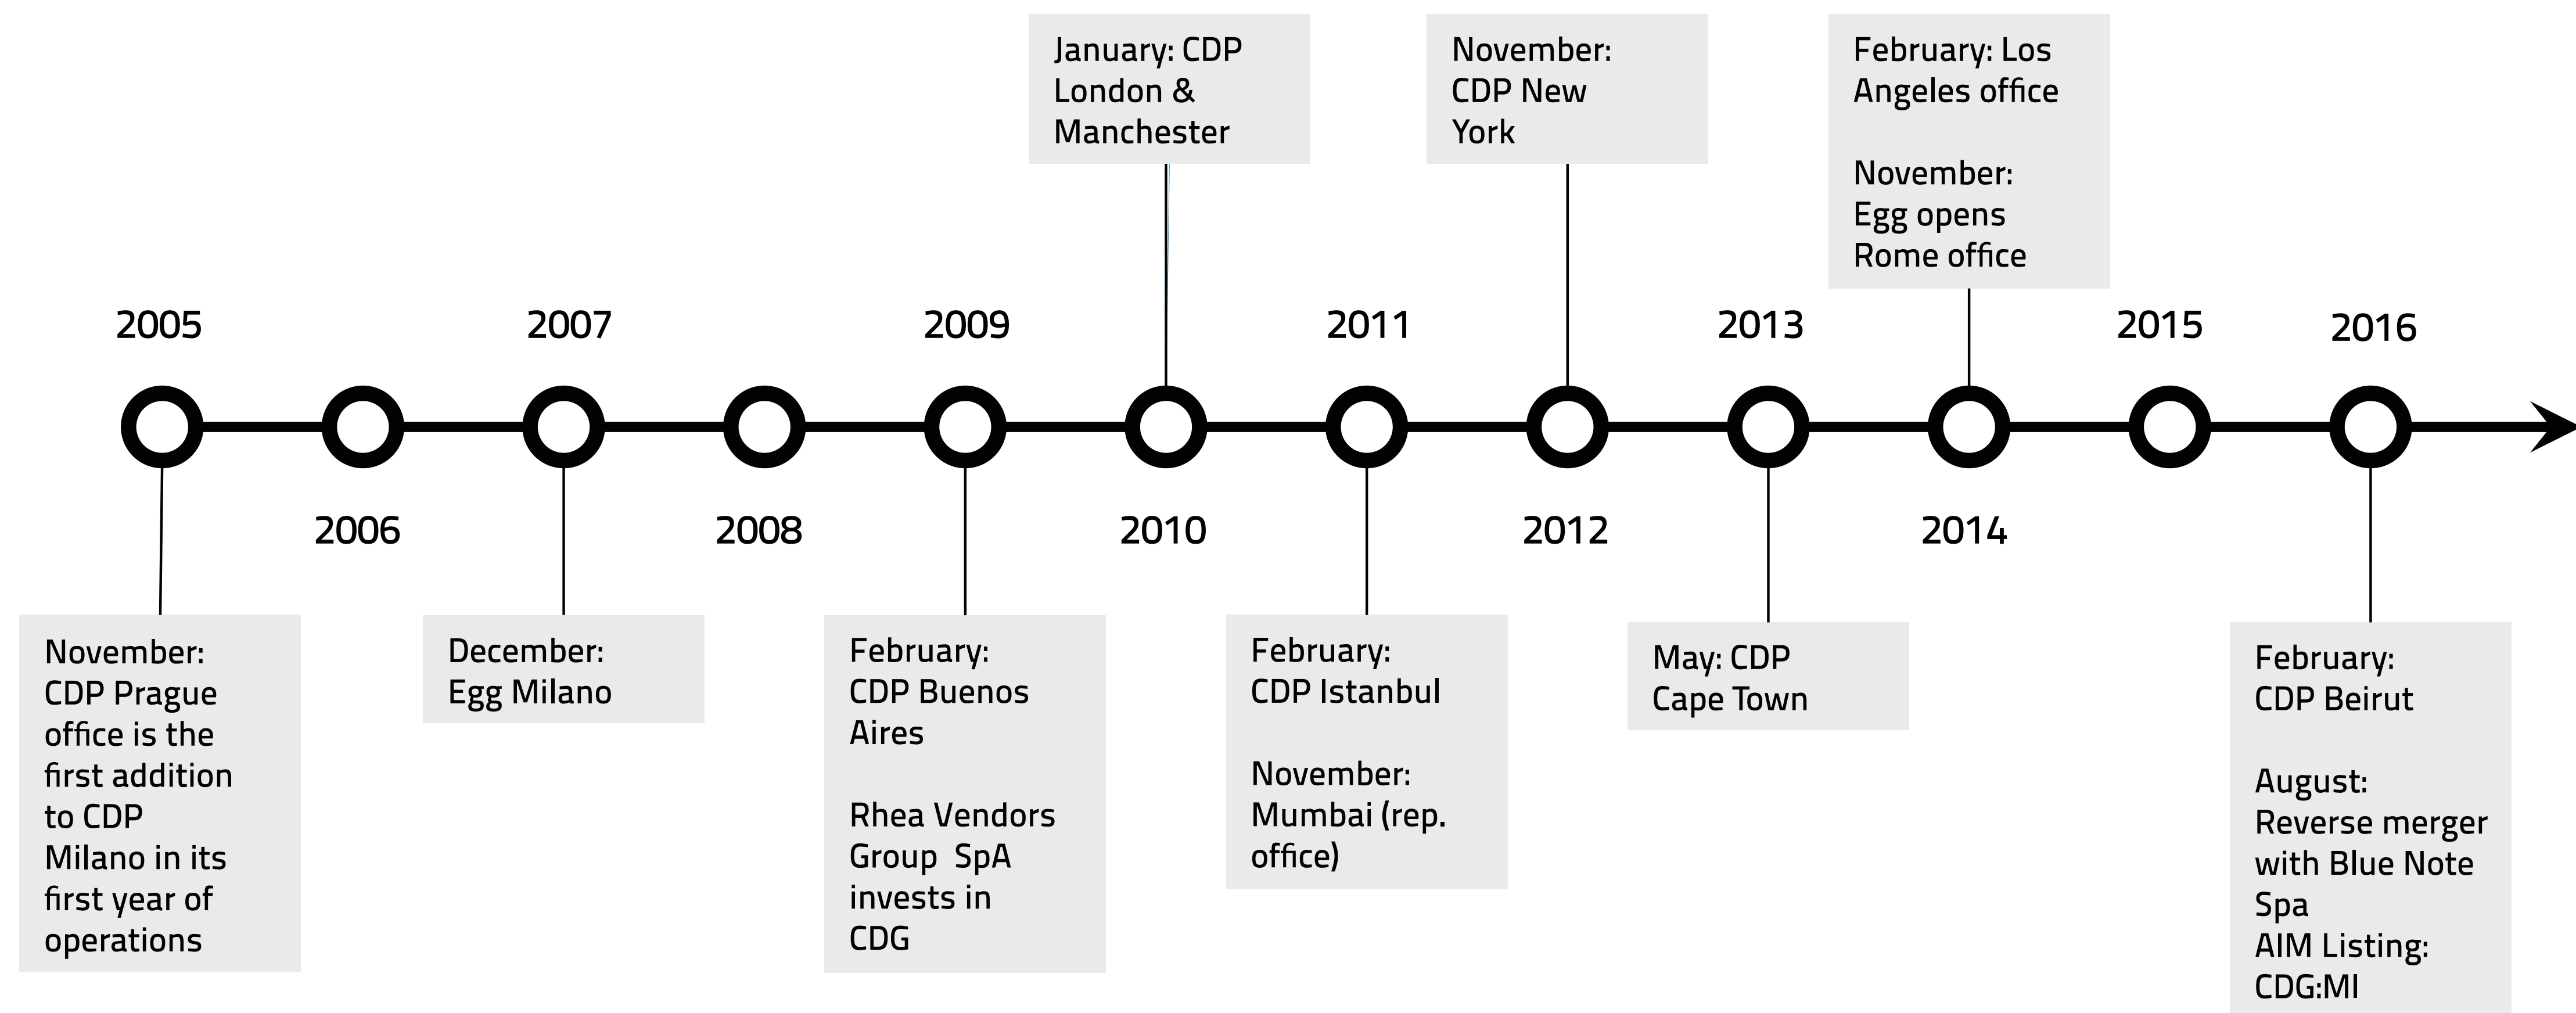 January: CDP
London &
Manchester
November:
CDP New
York
February: Los
Angeles office
November:
Egg opens
Rome office
2005
2007
2009
2011
2013
2015
2016
2006
2008
2010
2012
2014
November:
CDP Prague
office is the
first addition
to CDP
Milano in its
first year of
operations
December:
Egg Milano
February:
CDP Buenos
Aires
Rhea Vendors
Group  SpA
invests in
CDG
February:
CDP Istanbul
November:
Mumbai (rep.
office)
May: CDP
Cape Town
February:
CDP Beirut
August:
Reverse merger
with Blue Note
Spa
AIM Listing:
CDG:MI